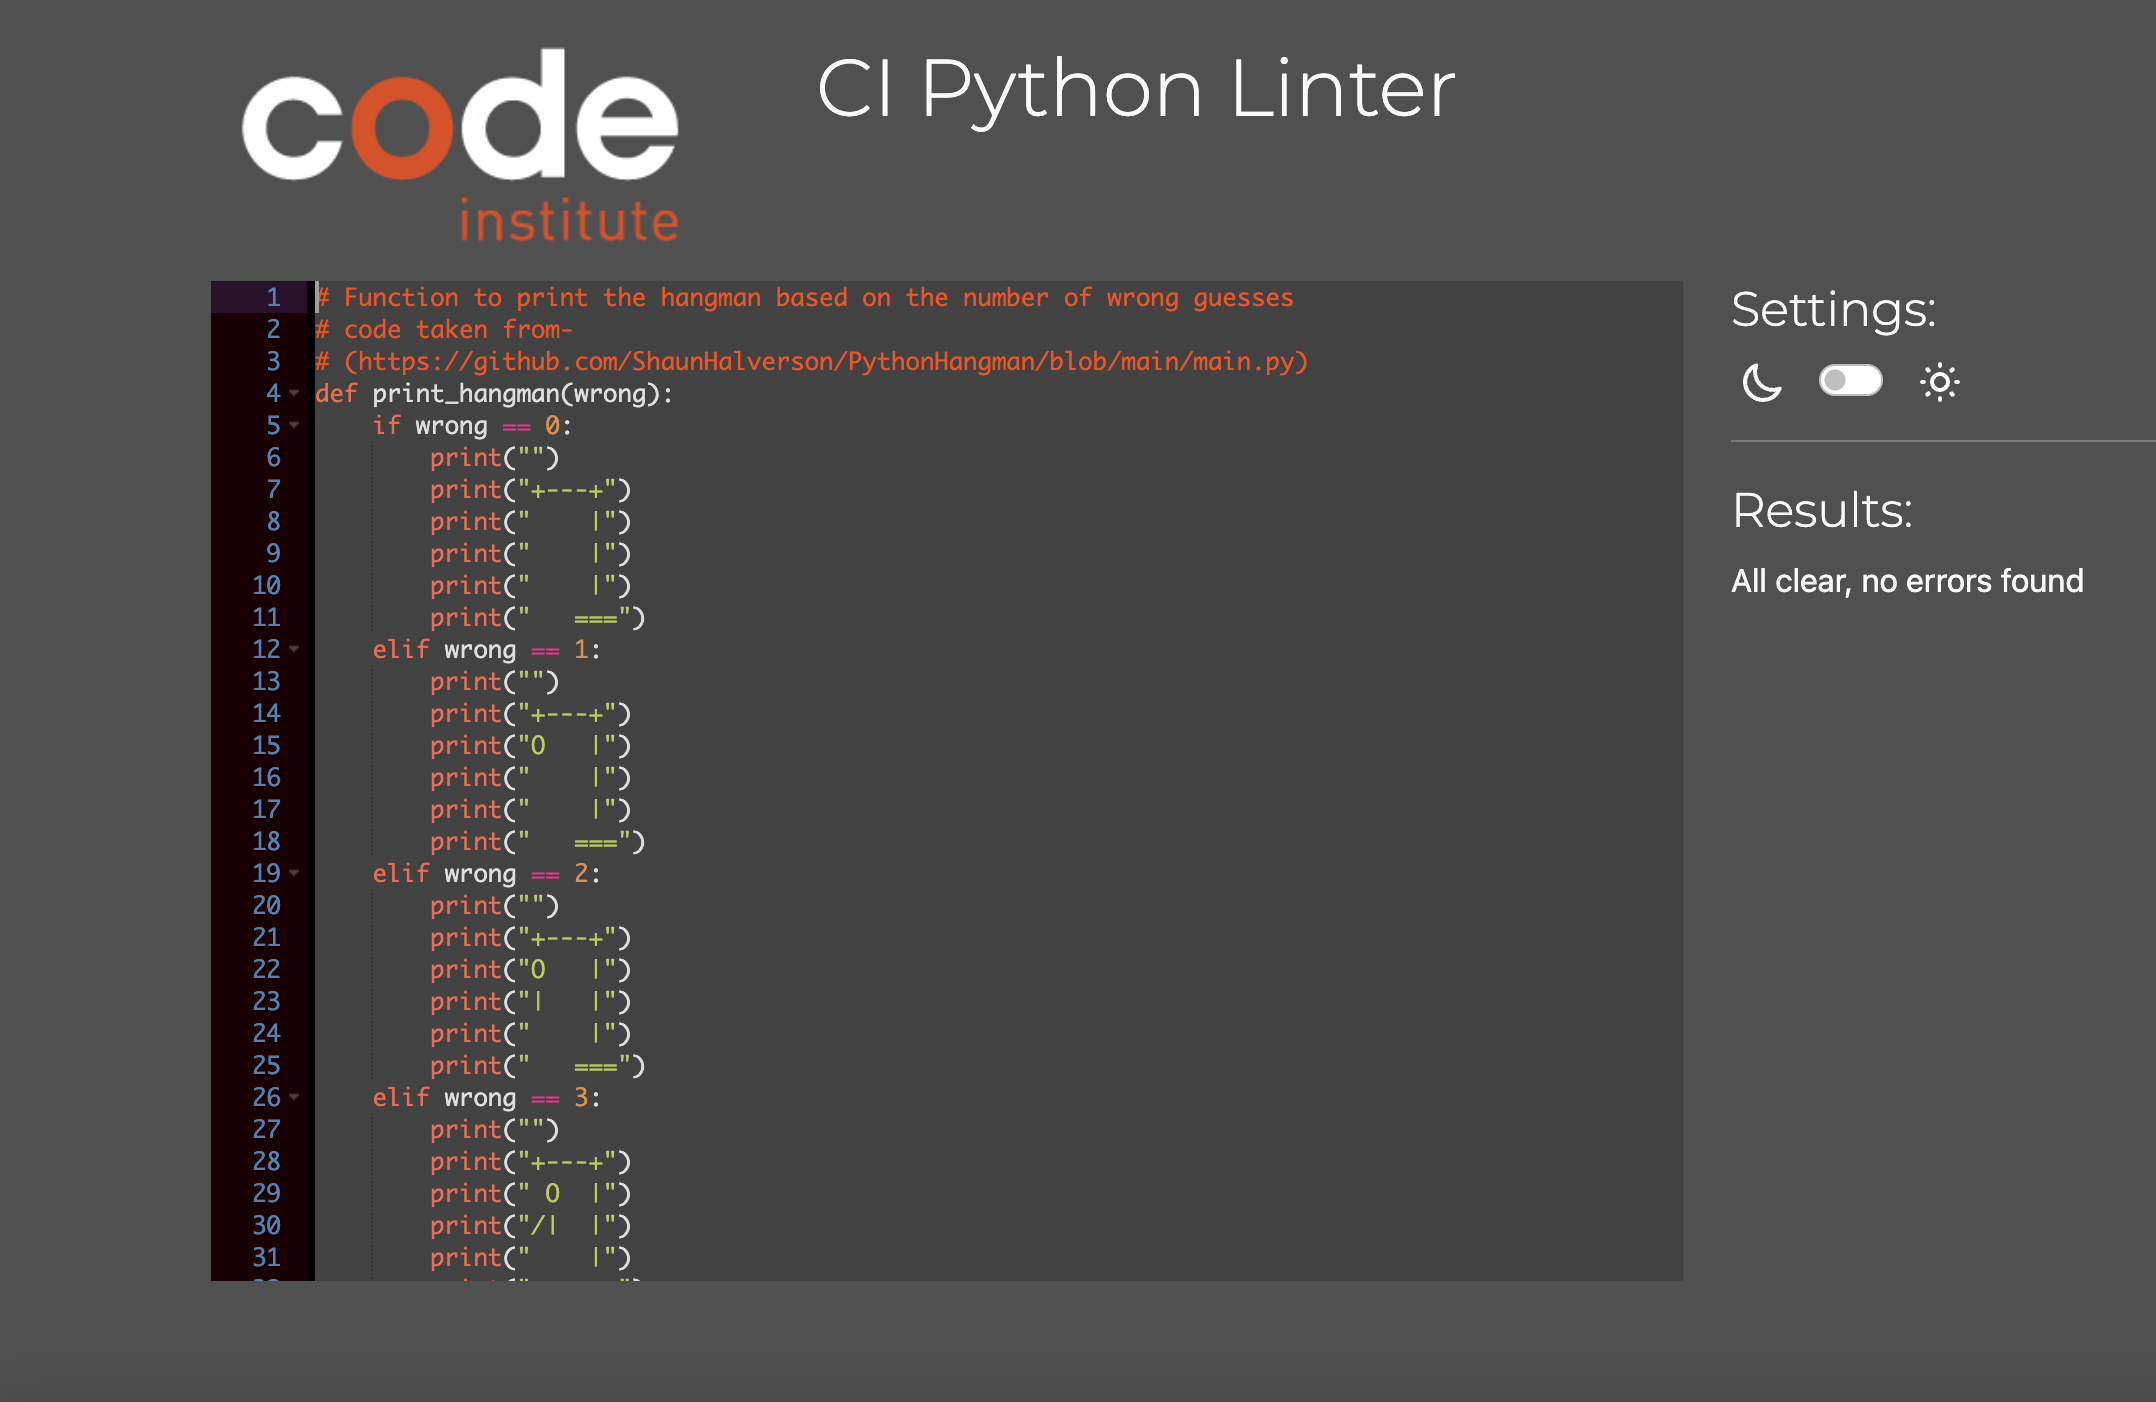 code
institute
CI Python Linter
1 # Function to print the hangman based on the number of wrong guesses
2 # code taken from-
3 # (https://github.com/ShaunHalverson/PythonHangman/blob/main/main.py)
4 def print_hangman(wrong):
5     if wrong == 0:
6         print("")
7         print("+---+")
8         print("    |")
9         print("    |")
10         print("    |")
11         print("   ===")
12     elif wrong == 1:
13         print("")
14         print("+---+")
15         print("O   |")
16         print("    |")
17         print("    |")
18         print("   ===")
19     elif wrong == 2:
20         print("")
21         print("+---+")
22         print("O   |")
23         print("|   |")
24         print("    |")
25         print("   ===")
26     elif wrong == 3:
27         print("")
28         print("+---+")
29         print(" O  |")
30         print("/|  |")
31         print("    |")
Settings:
Results:
All clear, no errors found